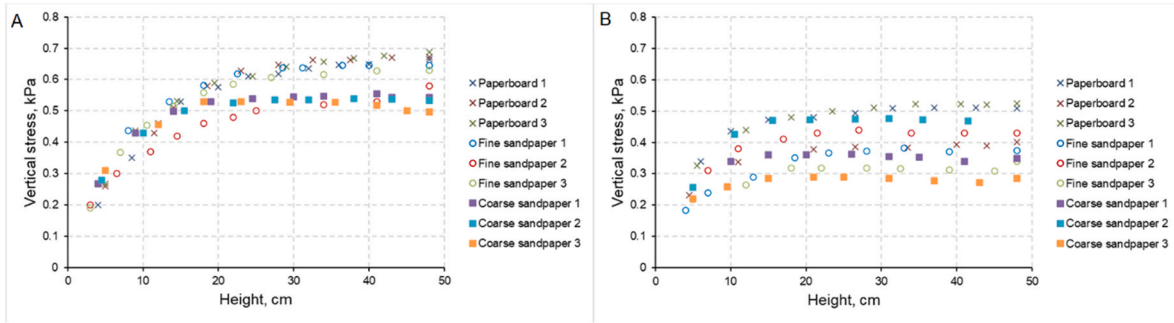 A
Vertical stress, kPa
0.8
0.7
0.6
0.5
0.4
0.3
0.2
0.1
0
0 10 20 30 40 50
Height, cm
Paperboard 1
Paperboard 2
Paperboard 3
Fine sandpaper 1
Fine sandpaper 2
Fine sandpaper 3
Coarse sandpaper 1
Coarse sandpaper 2
Coarse sandpaper 3
B
Vertical stress, kPa
0.8
0.7
0.6
0.5
0.4
0.3
0.2
0.1
0
0 10 20 30 40 50
Height, cm
Paperboard 1
Paperboard 2
Paperboard 3
Fine sandpaper 1
Fine sandpaper 2
Fine sandpaper 3
Coarse sandpaper 1
Coarse sandpaper 2
Coarse sandpaper 3